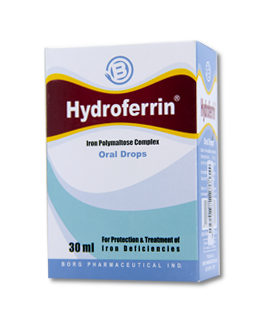 B
Hydroferrin®
Iron Polymaltose Complex
Oral Drops
30 ml
For Protection & Treatment of
Iron Deficiencies
BORG PHARMACEUTICAL IND